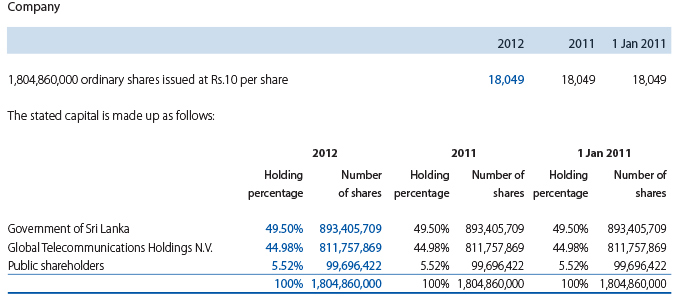 Company
2012 2011 1 Jan 2011
1,804,860,000 ordinary shares issued at Rs.10 per share 18,049 18,049 18,049
The stated capital is made up as follows:
2012 2011 1 Jan 2011
Holding Number Holding Number of Holding Number of
percentage of shares percentage shares percentage shares
Government of Sri Lanka 49.50% 893,405,709 49.50% 893,405,709 49.50% 893,405,709
Global Telecommunications Holdings N.V. 44.98% 811,757,869 44.98% 811,757,869 44.98% 811,757,869
Public shareholders 5.52% 99,696,422 5.52% 99,696,422 5.52% 99,696,422
100% 1,804,860,000 100% 1,804,860,000 100% 1,804,860,000